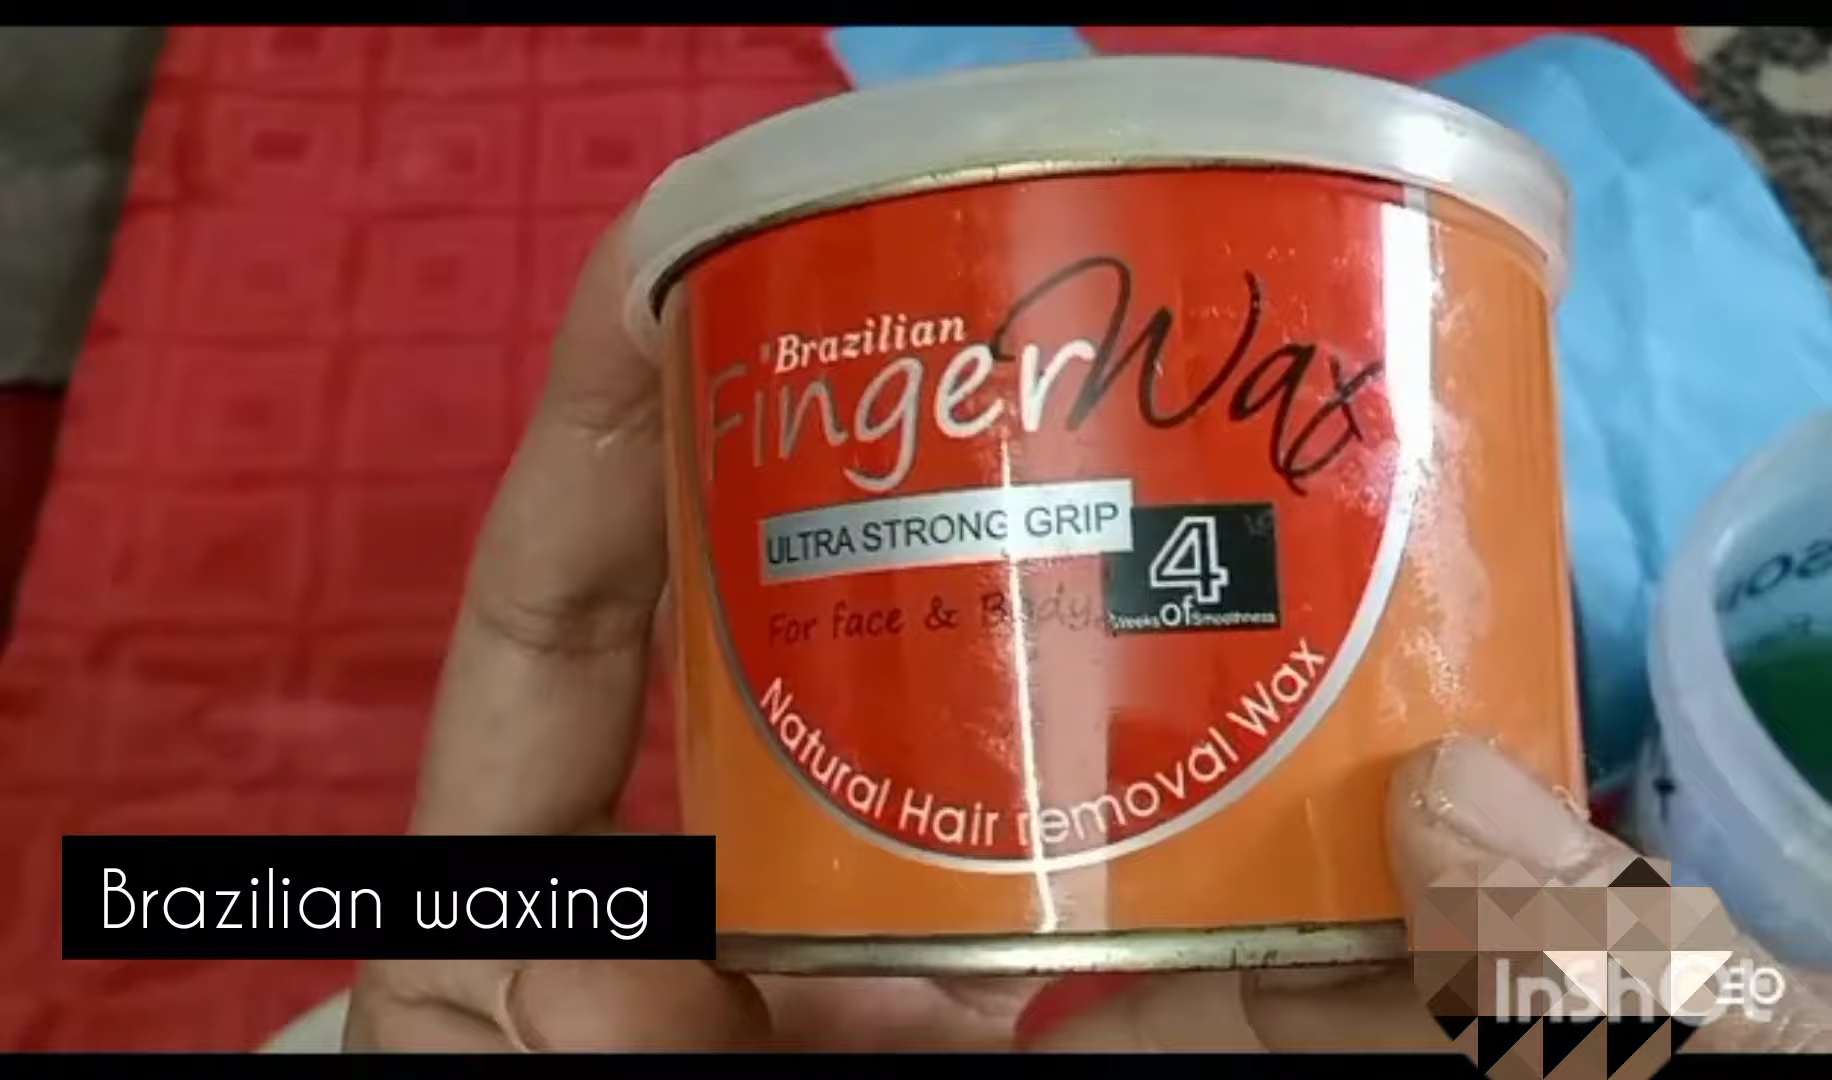 Brazilian
FingerWax
ULTRA STRONG GRIP
4
Weeks of Smoothness
For face & Body
Natural Hair removal Wax
Brazilian waxing
InShOt